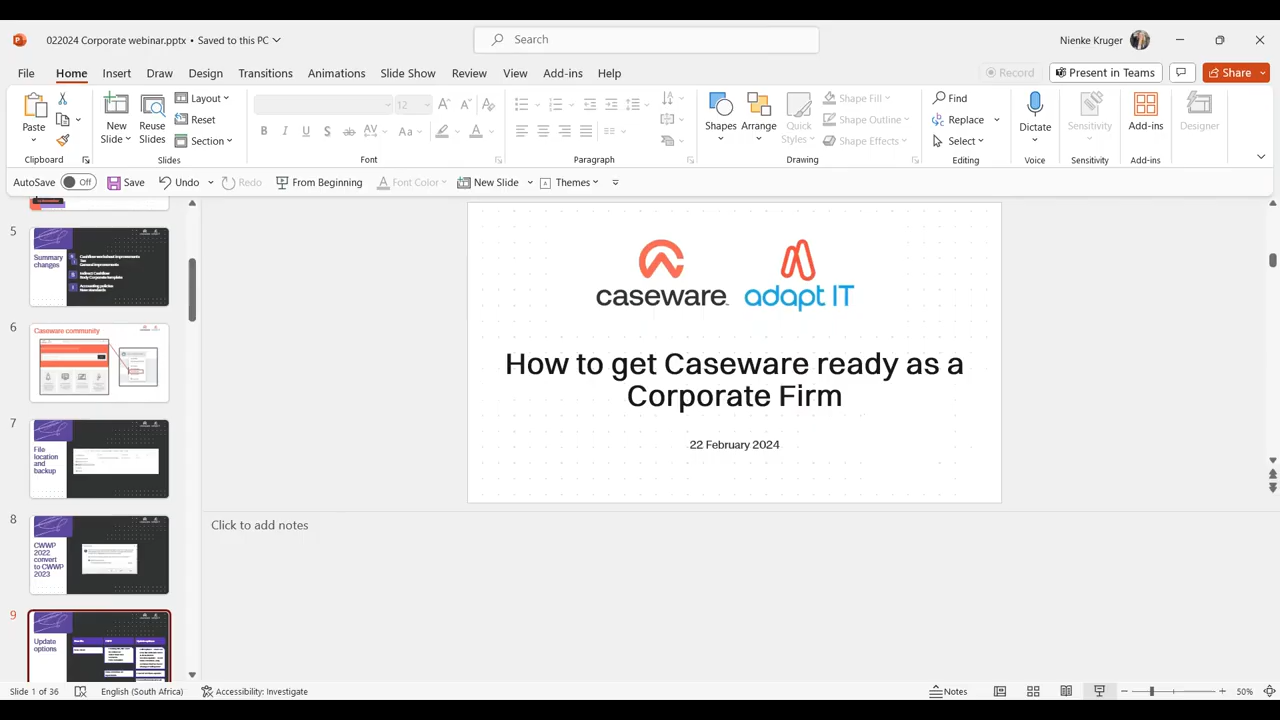 022024 Corporate webinar.pptx • Saved to this PC
Search
Nienke Kruger
File Home Insert Draw Design Transitions Animations Slide Show Review View Add-ins Help
Record Present in Teams Share
Paste
New Slide
Reuse Slides
Layout
Reset
Section
12
Aa
Shapes
Arrange
Quick Styles
Shape Fill
Shape Outline
Shape Effects
Find
Replace
Select
Dictate
Sensitivity
Add-ins
Designer
Clipboard Slides Font Paragraph Drawing Editing Voice Sensitivity Add-ins
AutoSave Off Save Undo Redo From Beginning Font Color New Slide Themes
5
Summary changes
6
Caseware community
7
File location and backup
8
CWWP 2022 convert to CWWP 2023
9
Update options
caseware adapt IT
How to get Caseware ready as a
Corporate Firm
22 February 2024
Click to add notes
Slide 1 of 36 English (South Africa) Accessibility: Investigate Notes 50%